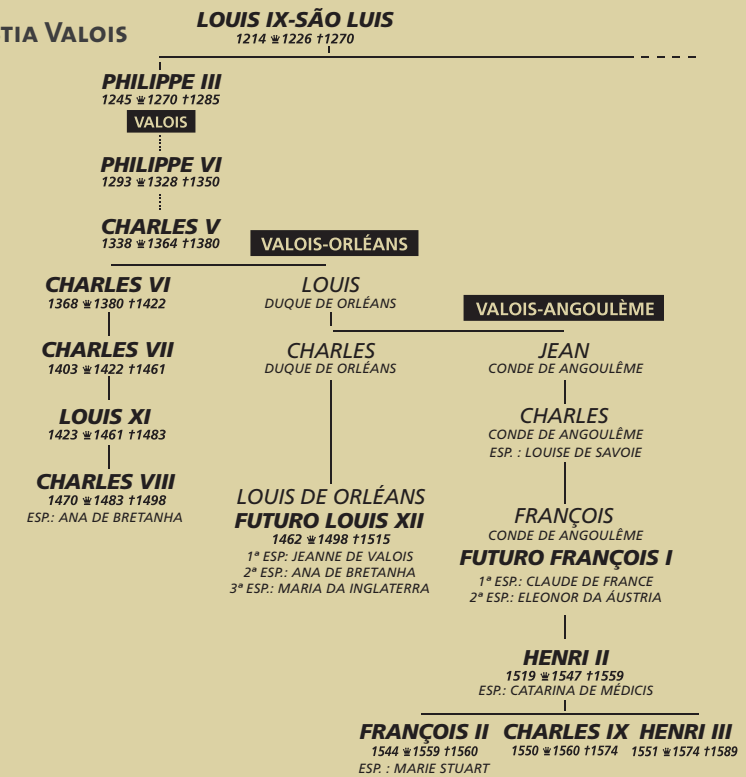 TIA VALOIS
LOUIS IX-SÃO LUIS
1214 ♛1226 †1270
PHILIPPE III
1245 ♛1270 †1285
VALOIS
PHILIPPE VI
1293 ♛1328 †1350
CHARLES V
1338 ♛1364 †1380
VALOIS-ORLÉANS
CHARLES VI
1368 ♛1380 †1422
LOUIS
DUQUE DE ORLÉANS
VALOIS-ANGOULÈME
CHARLES VII
1403 ♛1422 †1461
CHARLES
DUQUE DE ORLÉANS
JEAN
CONDE DE ANGOULÊME
LOUIS XI
1423 ♛1461 †1483
CHARLES
CONDE DE ANGOULÊME
ESP. : LOUISE DE SAVOIE
CHARLES VIII
1470 ♛1483 †1498
ESP.: ANA DE BRETANHA
LOUIS DE ORLÉANS
FUTURO LOUIS XII
1462 ♛1498 †1515
1ª ESP: JEANNE DE VALOIS
2ª ESP.: ANA DE BRETANHA
3ª ESP.: MARIA DA INGLATERRA
FRANÇOIS
CONDE DE ANGOULÊME
FUTURO FRANÇOIS I
1ª ESP.: CLAUDE DE FRANCE
2ª ESP.: ELEONOR DA ÁUSTRIA
HENRI II
1519 ♛1547 †1559
ESP.: CATARINA DE MÉDICIS
FRANÇOIS II CHARLES IX HENRI III
1544 ♛1559 †1560 1550 ♛1560 †1574 1551 ♛1574 †1589
ESP. : MARIE STUART